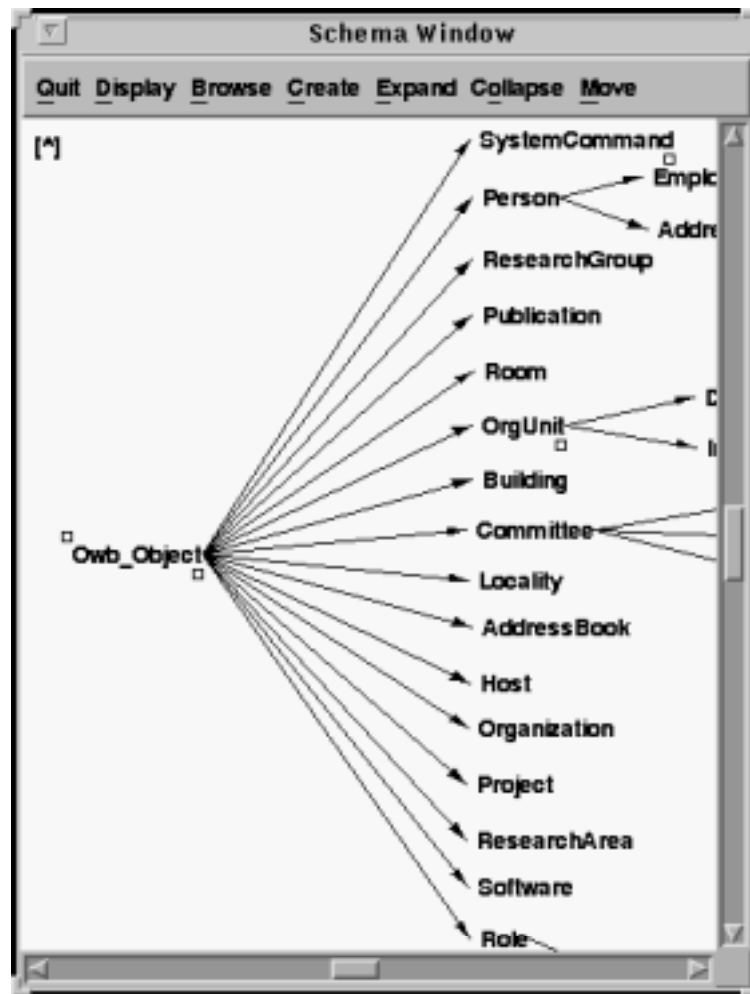 Schema Window
Quit Display Browse Create Expand Collapse Move
[^]
SystemCommand
Person
ResearchGroup
Publication
Room
OrgUnit
Building
Committee
Owb_Object
Locality
AddressBook
Host
Organization
Project
ResearchArea
Software
Role